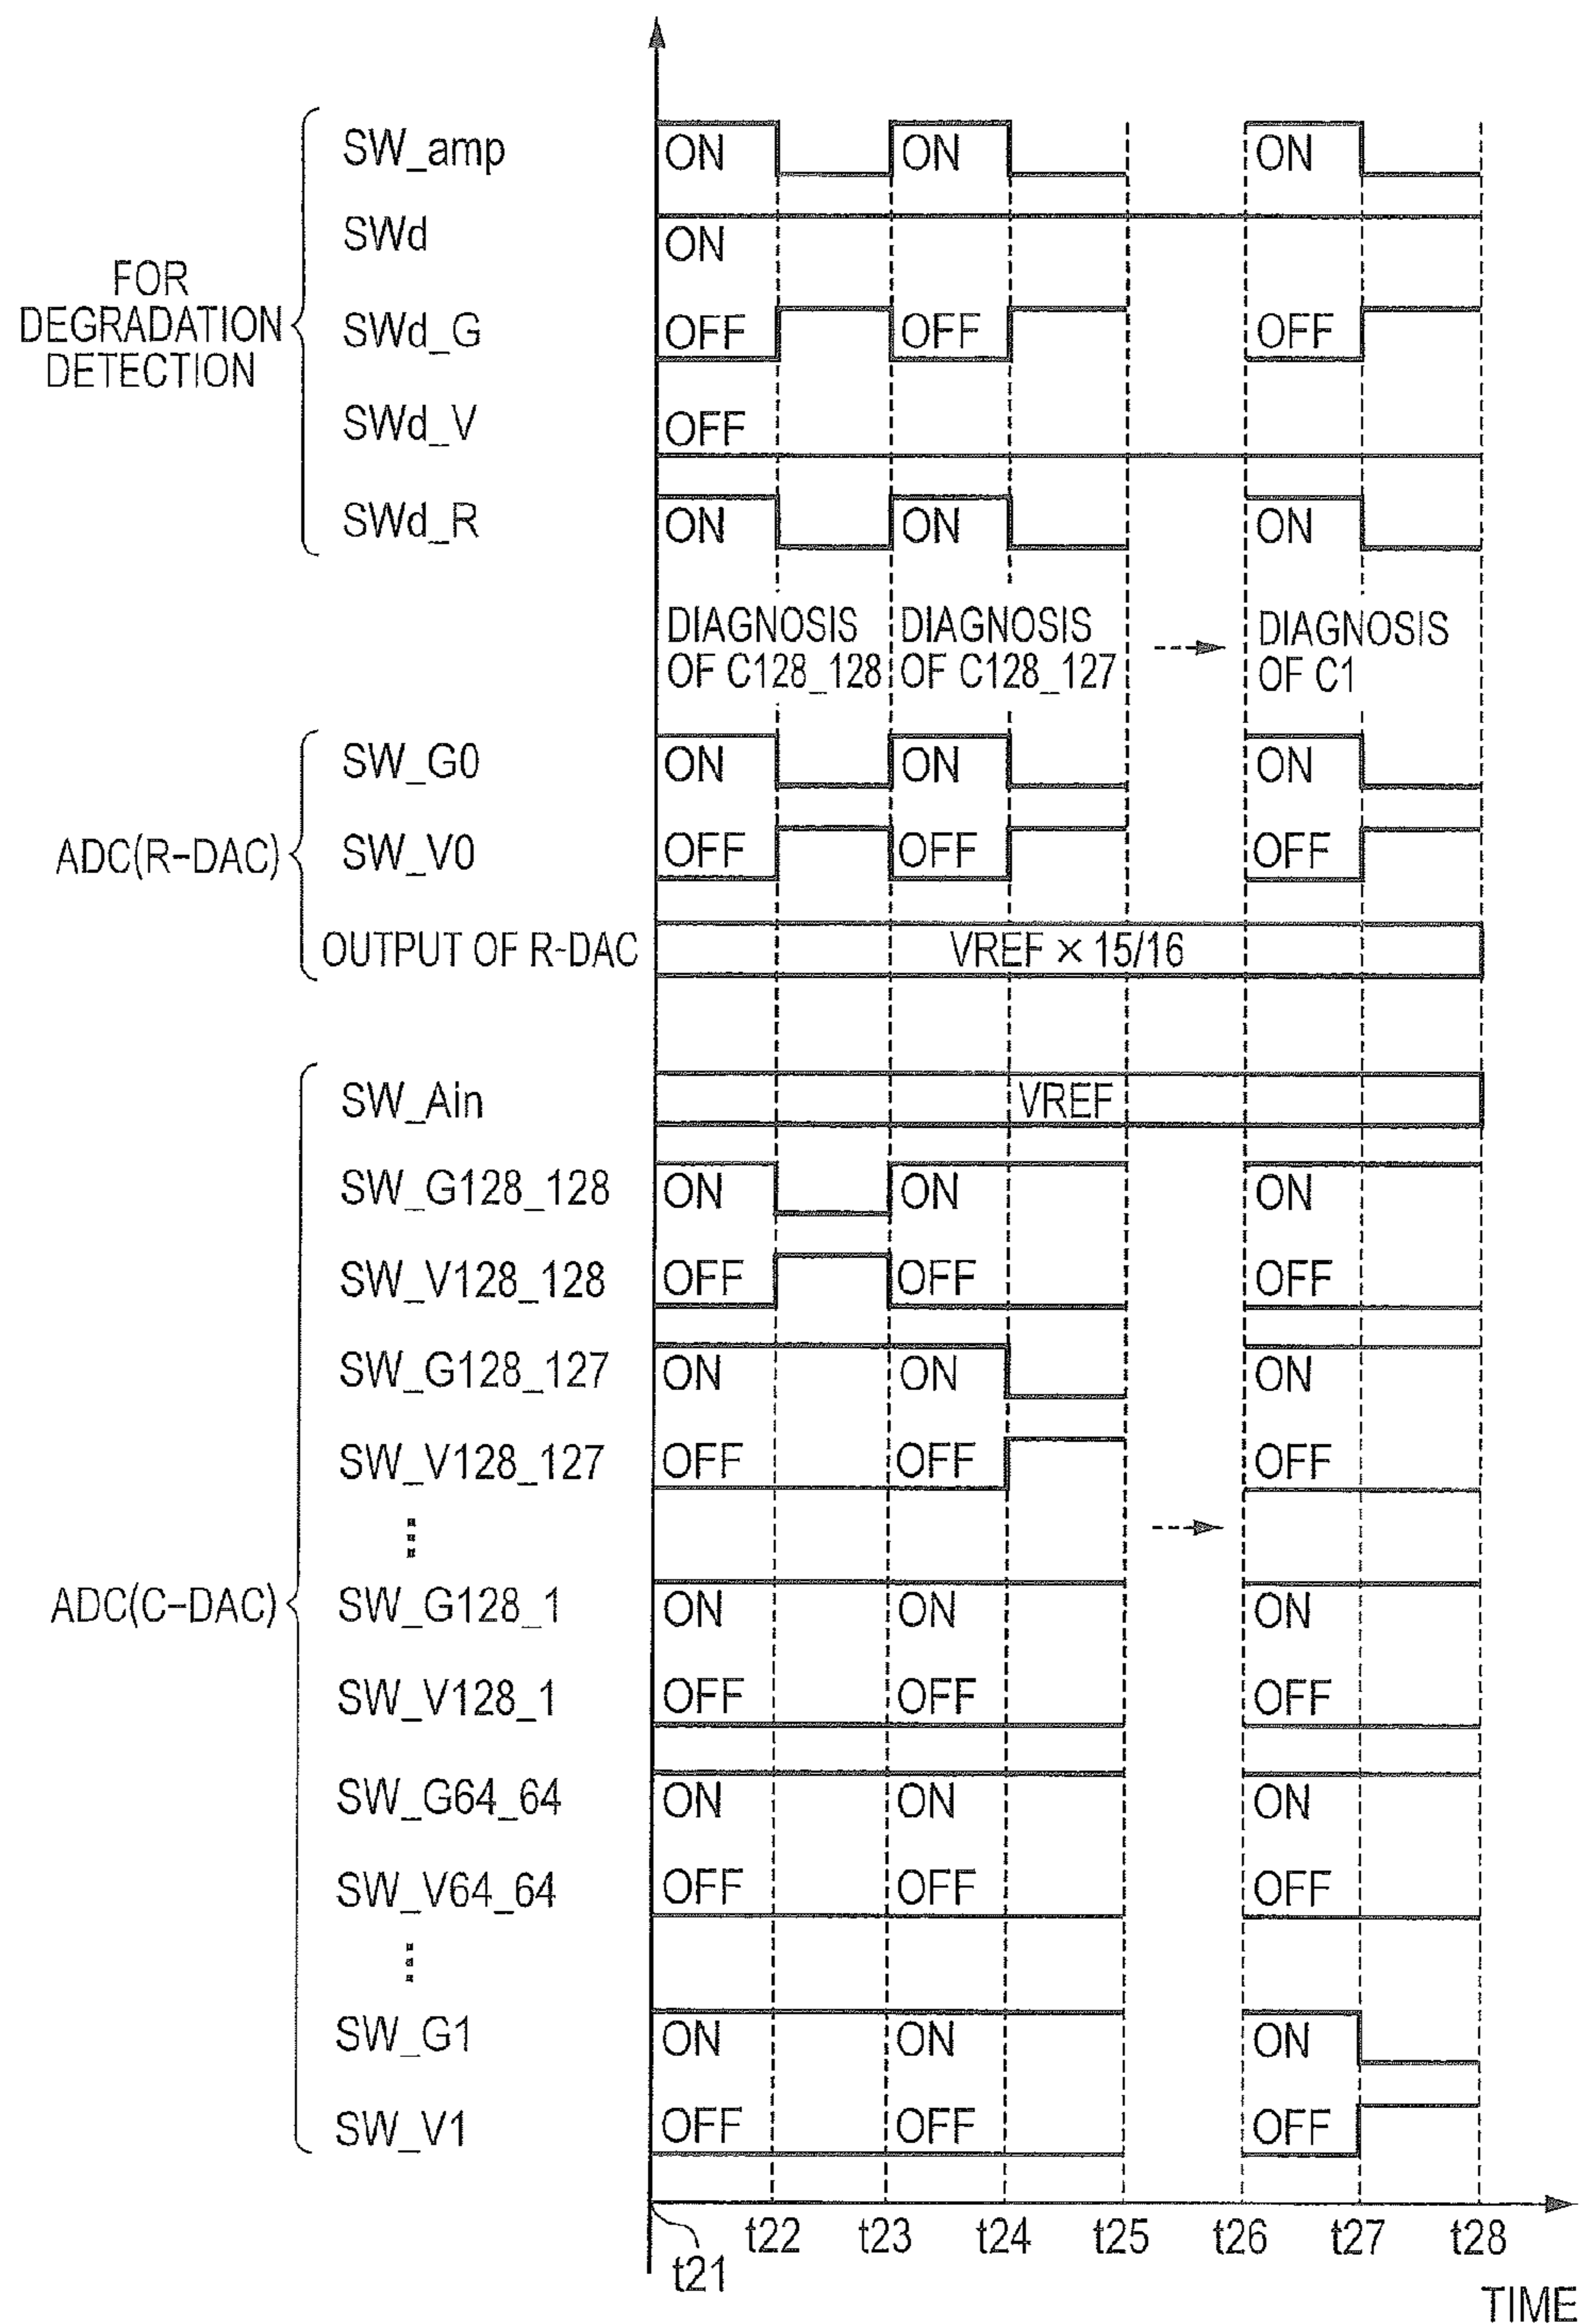 SW_amp ON ON ON
SWd ON
FOR
DEGRADATION
DETECTION
SWd_G OFF OFF OFF
SWd_V OFF
SWd_R ON ON ON
DIAGNOSIS
OF C128_128
DIAGNOSIS
OF C128_127
DIAGNOSIS
OF C1
ADC(R-DAC)
SW_G0 ON ON ON
SW_V0 OFF OFF OFF
OUTPUT OF R-DAC VREF × 15/16
SW_Ain VREF
SW_G128_128 ON ON ON
SW_V128_128 OFF OFF OFF
SW_G128_127 ON ON ON
SW_V128_127 OFF OFF OFF
ADC(C-DAC)
SW_G128_1 ON ON ON
SW_V128_1 OFF OFF OFF
SW_G64_64 ON ON ON
SW_V64_64 OFF OFF OFF
SW_G1 ON ON ON
SW_V1 OFF OFF OFF
t21 t22 t23 t24 t25 t26 t27 t28
TIME